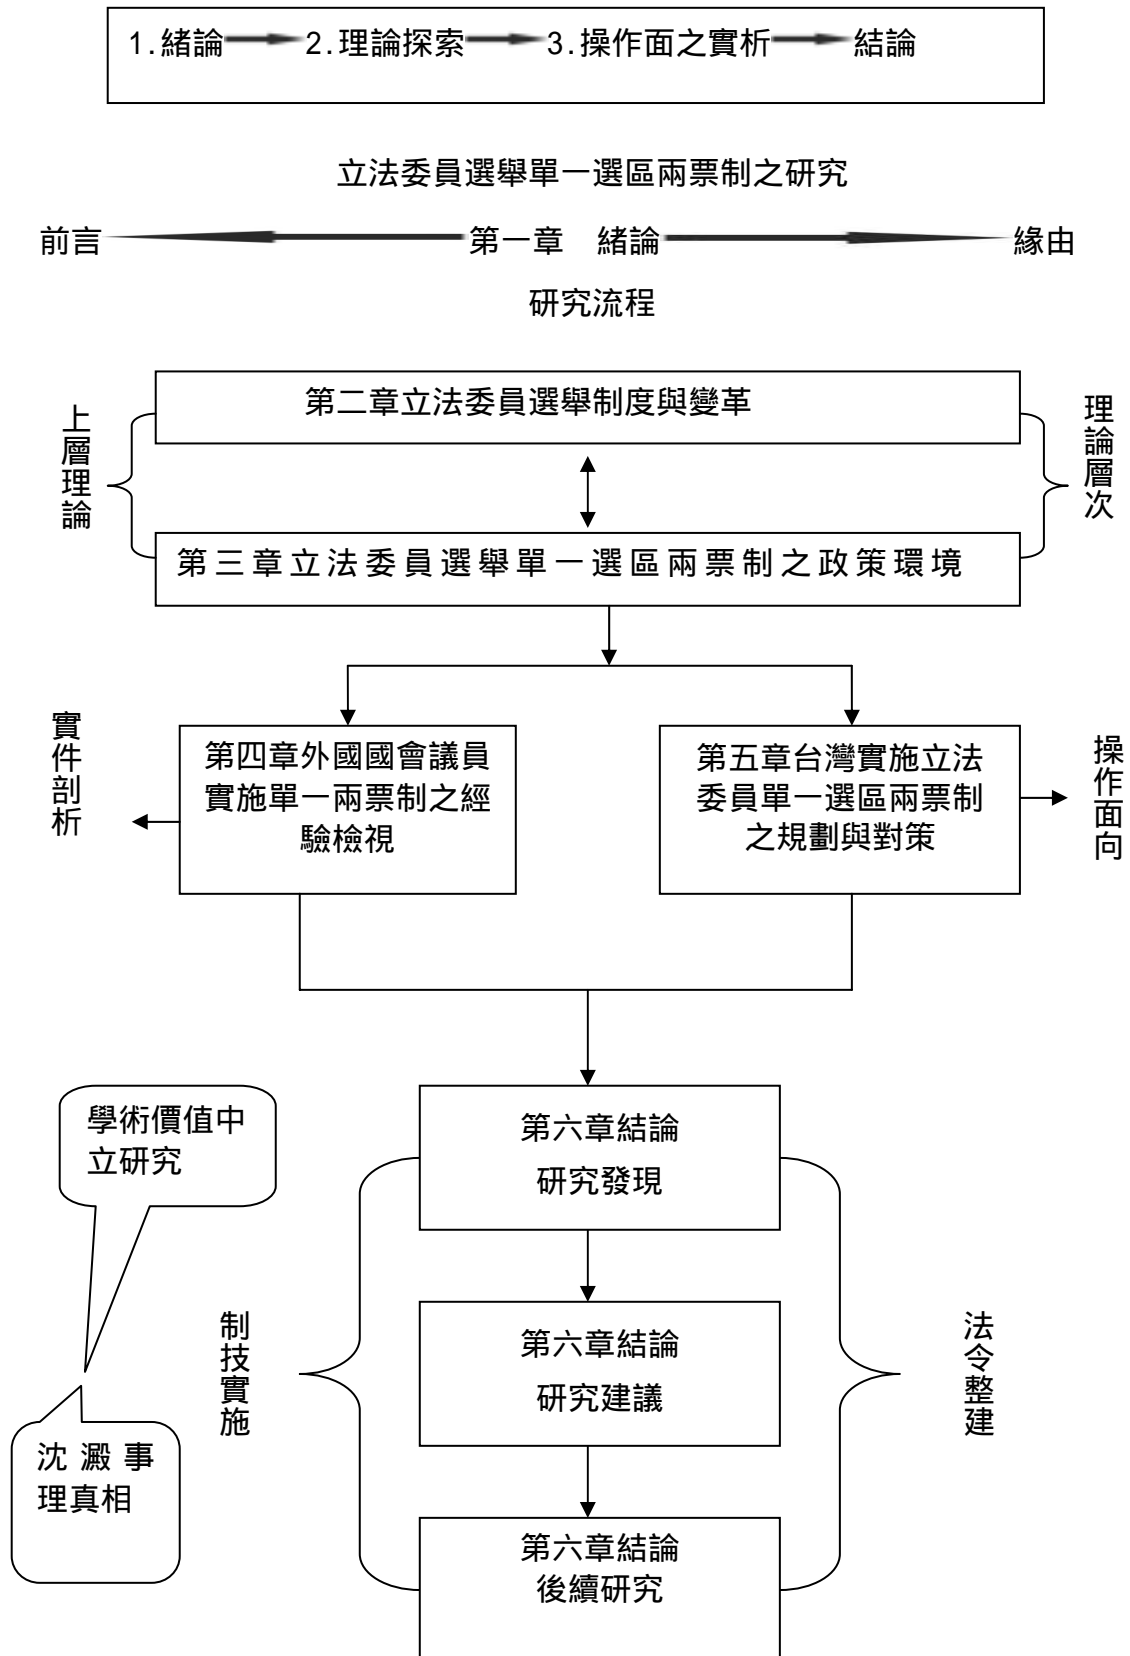 1.緒論 2.理論探索 3.操作面之實析 結論
立法委員選舉單一選區兩票制之研究
前言 第一章 緒論 緣由
研究流程
第二章立法委員選舉制度與變革
上層理論
理論層次
第三章立法委員選舉單一選區兩票制之政策環境
實件剖析
第四章外國國會議員
實施單一兩票制之經
驗檢視
第五章台灣實施立法
委員單一選區兩票制
之規劃與對策
操作面向
學術價值中
立研究
第六章結論
研究發現
制技實施
第六章結論
研究建議
法令整建
沈澱事
理真相
第六章結論
後續研究